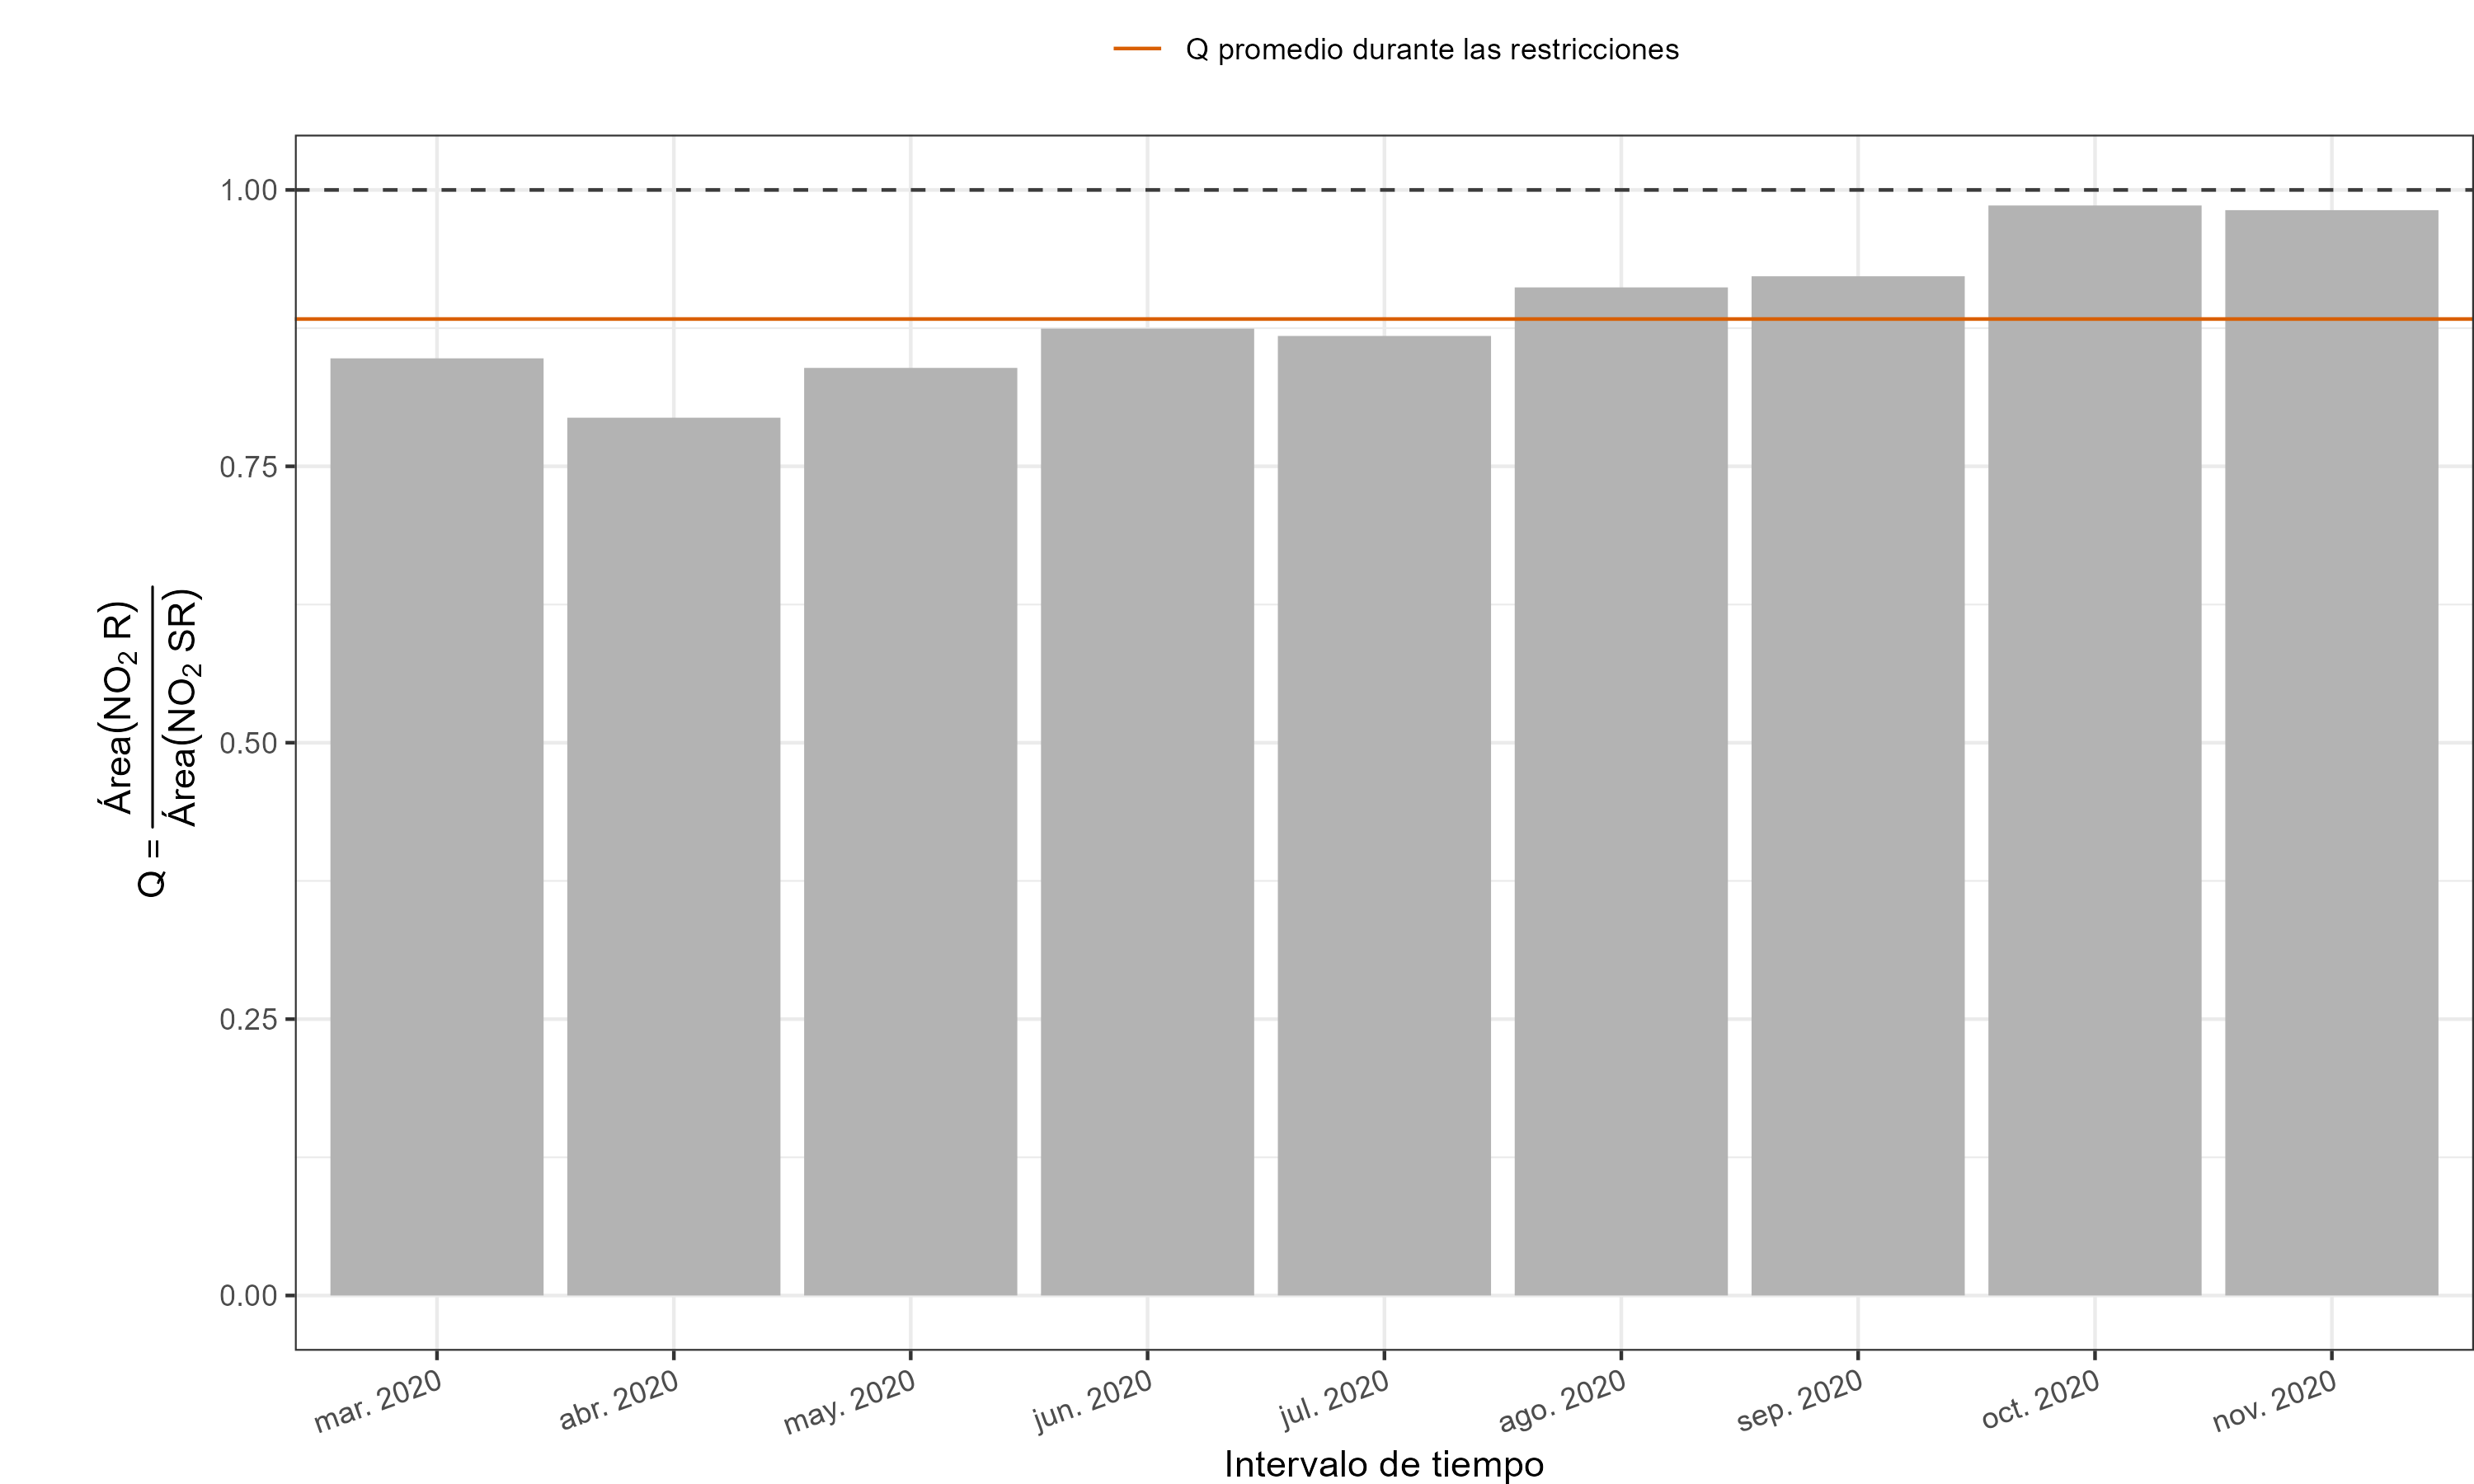 Q promedio durante las restricciones
Q = Área(NO₂ R)
Área(NO₂ SR)
1.00
0.75
0.50
0.25
0.00
mar. 2020
abr. 2020
may. 2020
jun. 2020
jul. 2020
ago. 2020
sep. 2020
oct. 2020
nov. 2020
Intervalo de tiempo